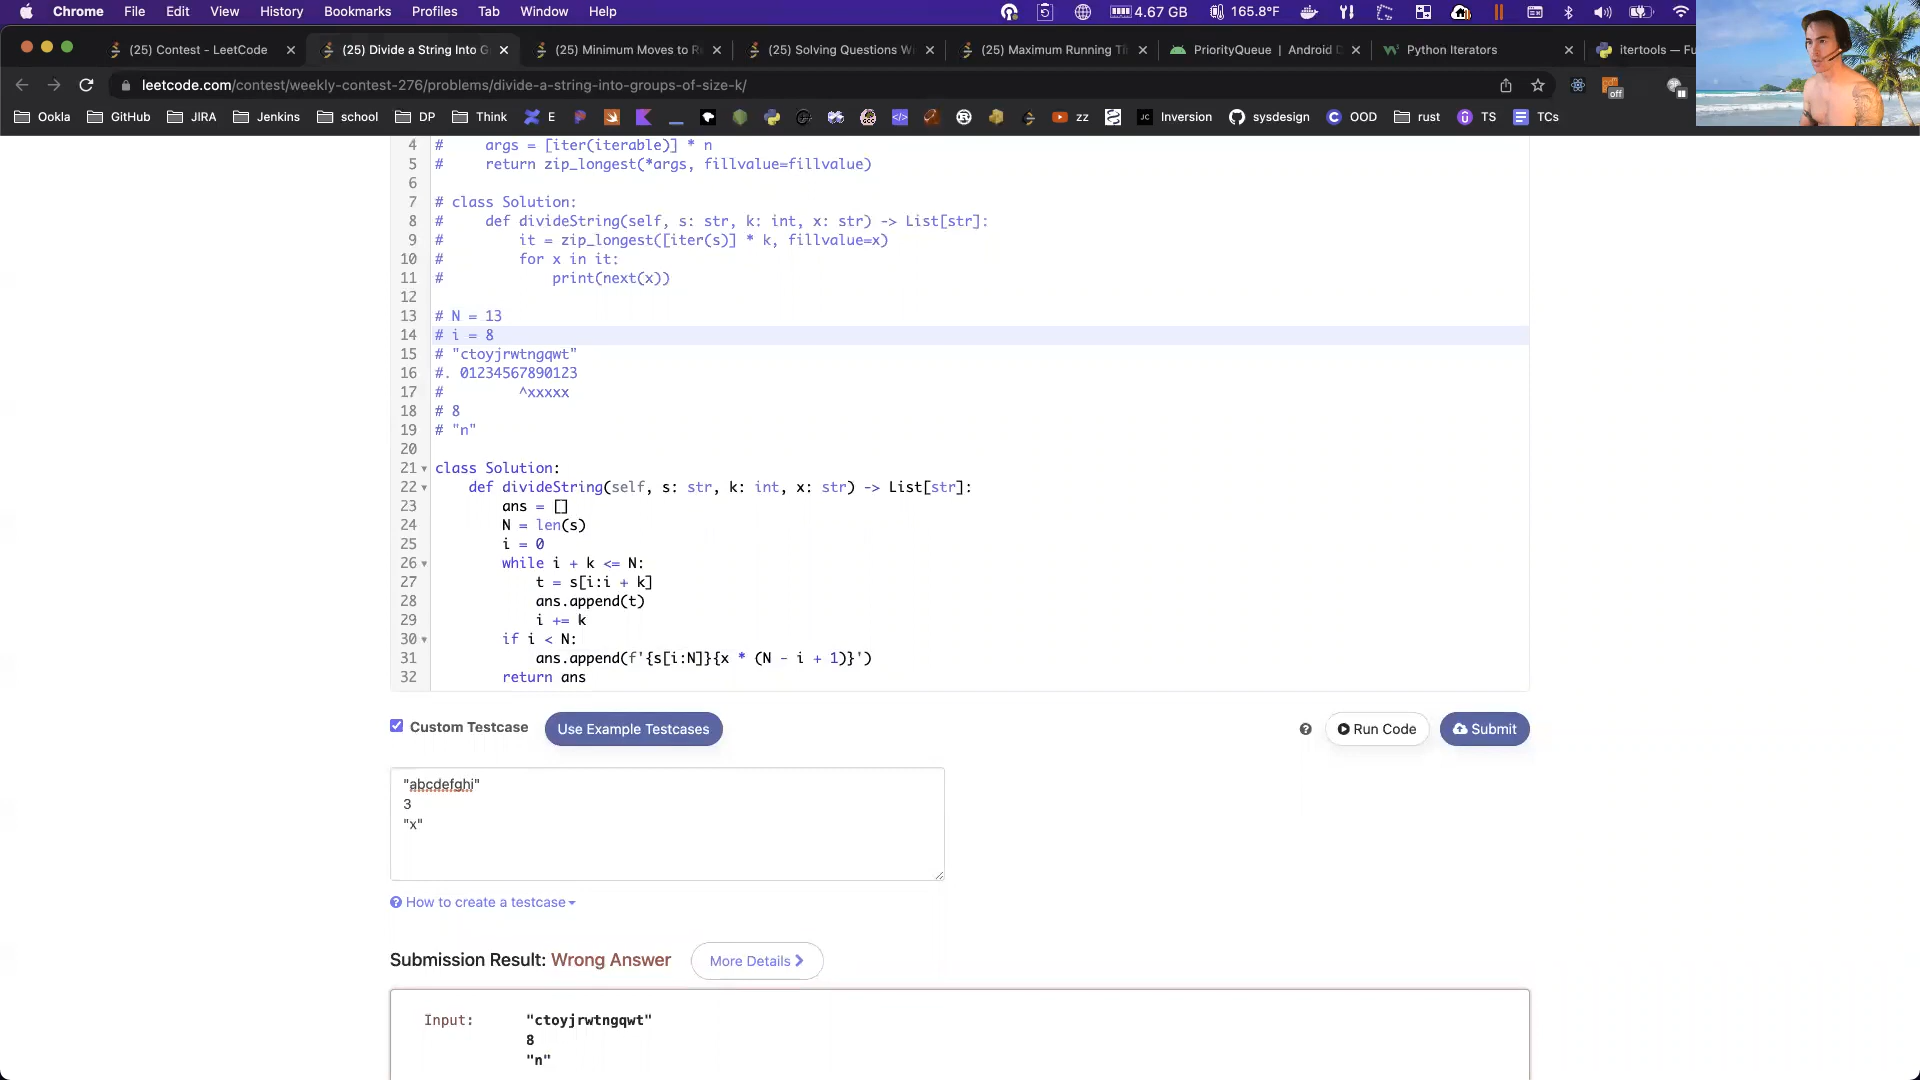 Chrome File Edit View History Bookmarks Profiles Tab Window Help 4.67 GB 165.8°F
(25) Contest - LeetCode (25) Divide a String Into G (25) Minimum Moves to R (25) Solving Questions W (25) Maximum Running Ti PriorityQueue | Android D Python Iterators itertools — Fu
leetcode.com/contest/weekly-contest-276/problems/divide-a-string-into-groups-of-size-k/ off
Ookla GitHub JIRA Jenkins school DP Think E zz Inversion sysdesign OOD rust TS TCs
4 #     args = [iter(iterable)] * n
5 #     return zip_longest(*args, fillvalue=fillvalue)
6
7 # class Solution:
8 #     def divideString(self, s: str, k: int, x: str) -> List[str]:
9 #         it = zip_longest([iter(s)] * k, fillvalue=x)
10 #         for x in it:
11 #             print(next(x))
12
13 # N = 13
14 # i = 8
15 # "ctoyjrwtngqwt"
16 #. 01234567890123
17 #         ^xxxxx
18 # 8
19 # "n"
20
21 class Solution:
22     def divideString(self, s: str, k: int, x: str) -> List[str]:
23         ans = []
24         N = len(s)
25         i = 0
26         while i + k <= N:
27             t = s[i:i + k]
28             ans.append(t)
29             i += k
30         if i < N:
31             ans.append(f'{s[i:N]}{x * (N - i + 1)}')
32         return ans
Custom Testcase Use Example Testcases Run Code Submit
"abcdefghi"
3
"x"
How to create a testcase
Submission Result: Wrong Answer More Details
Input: "ctoyjrwtngqwt"
8
"n"